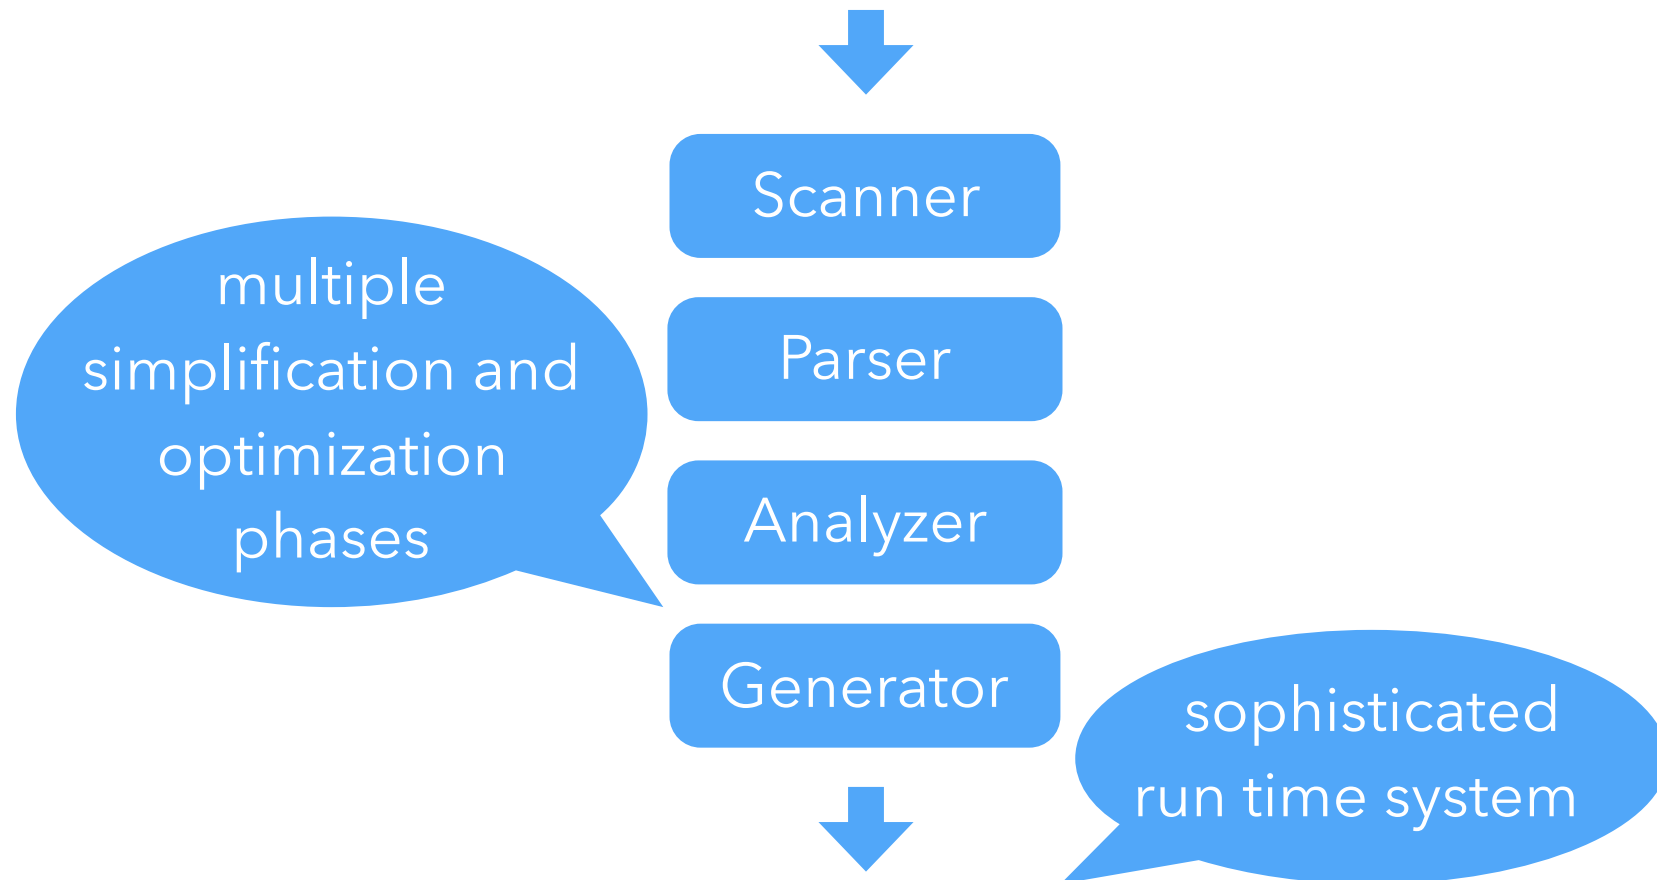 Scanner
multiple
simplification and
optimization
phases
Parser
Analyzer
Generator
sophisticated
run time system